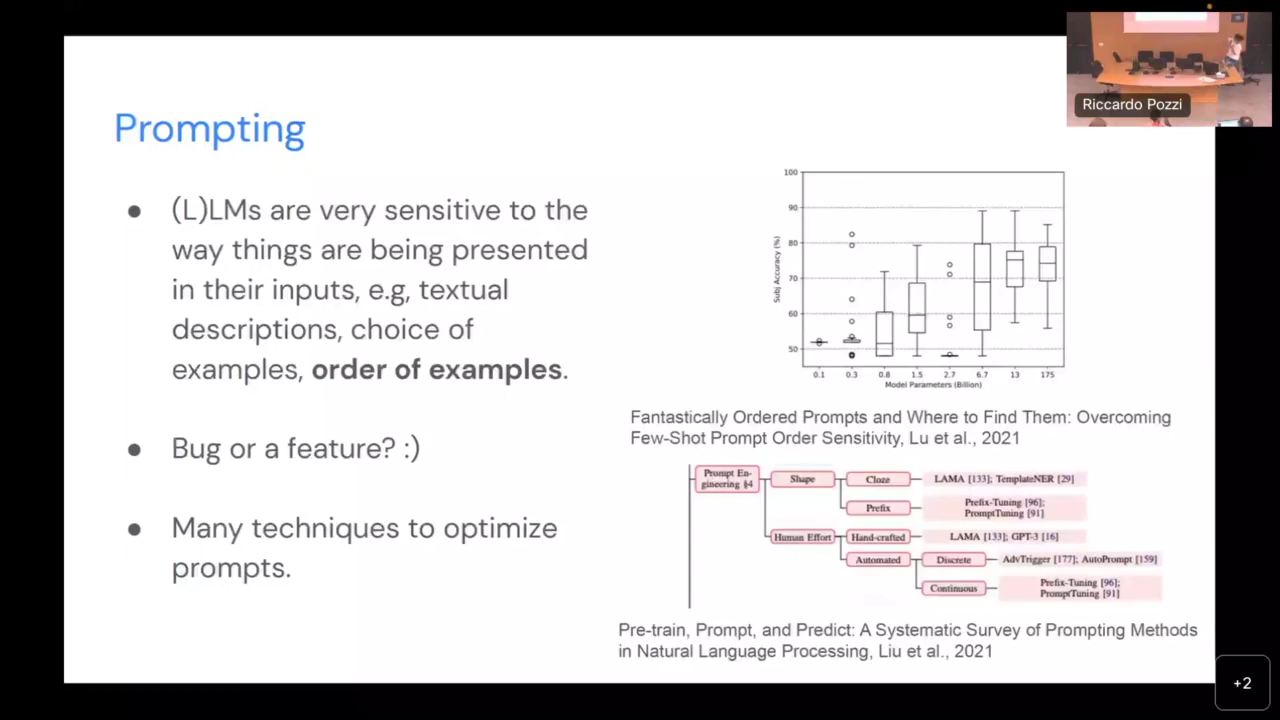 Riccardo Pozzi
Prompting
● (L)LMs are very sensitive to the
way things are being presented
in their inputs, e.g, textual
descriptions, choice of
examples, order of examples.
● Bug or a feature? :)
● Many techniques to optimize
prompts.
100
90
80
70
60
50
Subj Accuracy (%)
0.1 0.3 0.8 1.5 2.7 6.7 13 175
Model Parameters (Billion)
Fantastically Ordered Prompts and Where to Find Them: Overcoming
Few-Shot Prompt Order Sensitivity, Lu et al., 2021
Prompt En-
gineering §4
Shape
Cloze
LAMA [133]; TemplateNER [29]
Prefix
Prefix-Tuning [96];
PromptTuning [91]
Human Effort
Hand-crafted
LAMA [133]; GPT-3 [16]
Automated
Discrete
AdvTrigger [177]; AutoPrompt [159]
Continuous
Prefix-Tuning [96];
PromptTuning [91]
Pre-train, Prompt, and Predict: A Systematic Survey of Prompting Methods
in Natural Language Processing, Liu et al., 2021
+2